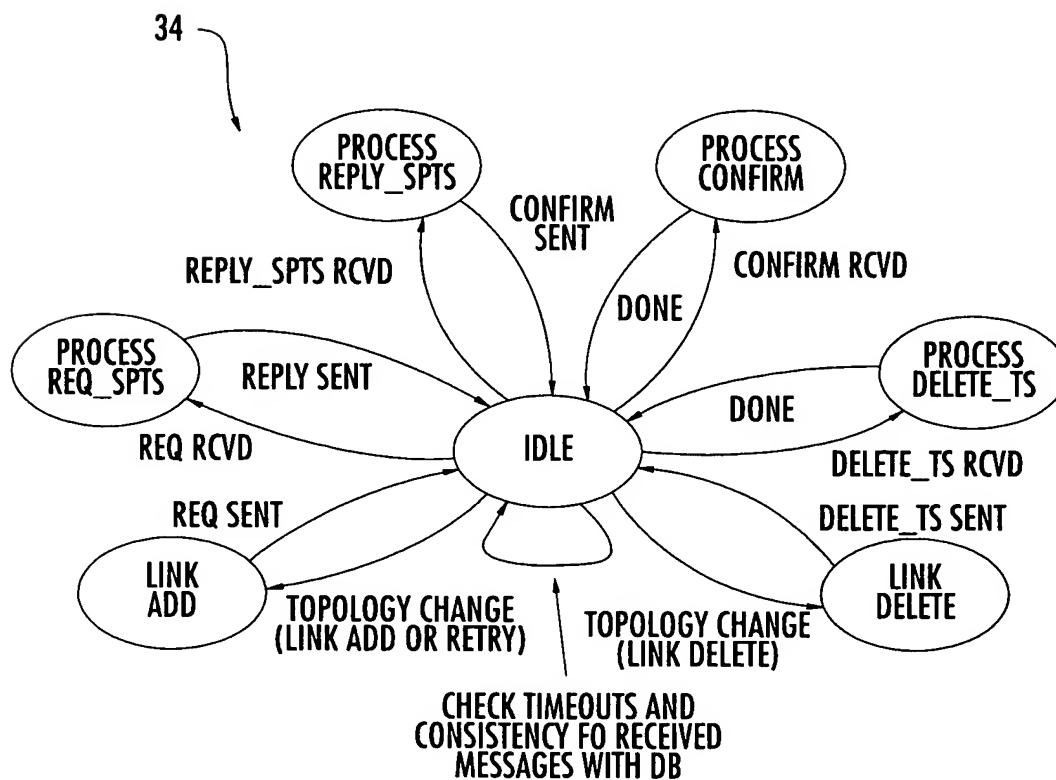 34
PROCESS
REPLY_SPTS
PROCESS
CONFIRM
CONFIRM
SENT
REPLY_SPTS RCVD
CONFIRM RCVD
DONE
PROCESS
REQ_SPTS
REPLY SENT
PROCESS
DELETE_TS
DONE
IDLE
REQ RCVD
DELETE_TS RCVD
REQ SENT
DELETE_TS SENT
LINK
ADD
LINK
DELETE
TOPOLOGY CHANGE
(LINK ADD OR RETRY)
TOPOLOGY CHANGE
(LINK DELETE)
CHECK TIMEOUTS AND
CONSISTENCY FO RECEIVED
MESSAGES WITH DB